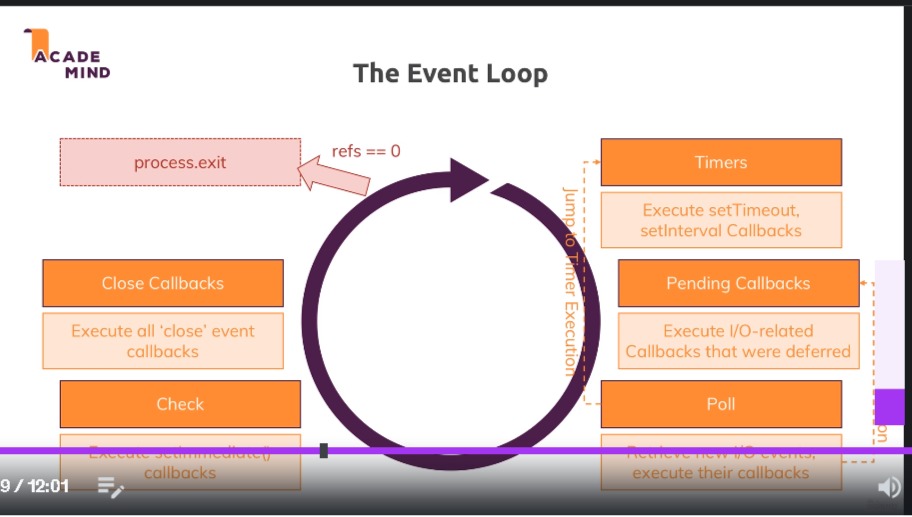 ACADE
MIND
The Event Loop
process.exit
refs == 0
Timers
Execute setTimeout,
setInterval Callbacks
Jump to Timer Execution
Close Callbacks
Execute all ‘close’ event
callbacks
Pending Callbacks
Execute I/O-related
Callbacks that were deferred
Check
Execute setImmediate()
callbacks
Poll
Retrieve new I/O events,
execute their callbacks
on
9 / 12:01